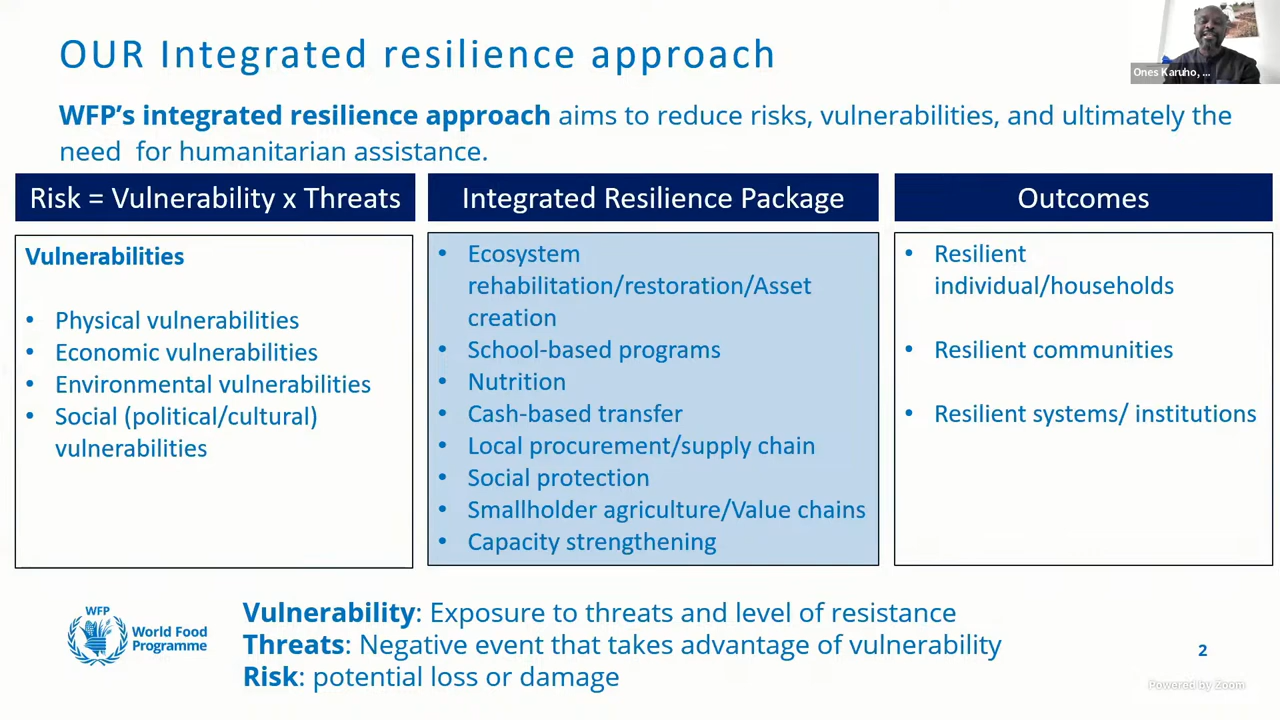 OUR Integrated resilience approach
Ones Karuho, ...
WFP's integrated resilience approach aims to reduce risks, vulnerabilities, and ultimately the
need for humanitarian assistance.
Risk = Vulnerability x Threats
Vulnerabilities
• Physical vulnerabilities
• Economic vulnerabilities
• Environmental vulnerabilities
• Social (political/cultural)
vulnerabilities
Integrated Resilience Package
• Ecosystem
rehabilitation/restoration/Asset
creation
• School-based programs
• Nutrition
• Cash-based transfer
• Local procurement/supply chain
• Social protection
• Smallholder agriculture/Value chains
• Capacity strengthening
Outcomes
• Resilient
individual/households
• Resilient communities
• Resilient systems/ institutions
WFP
World Food
Programme
Vulnerability: Exposure to threats and level of resistance
Threats: Negative event that takes advantage of vulnerability
Risk: potential loss or damage
2
Powered by Zoom